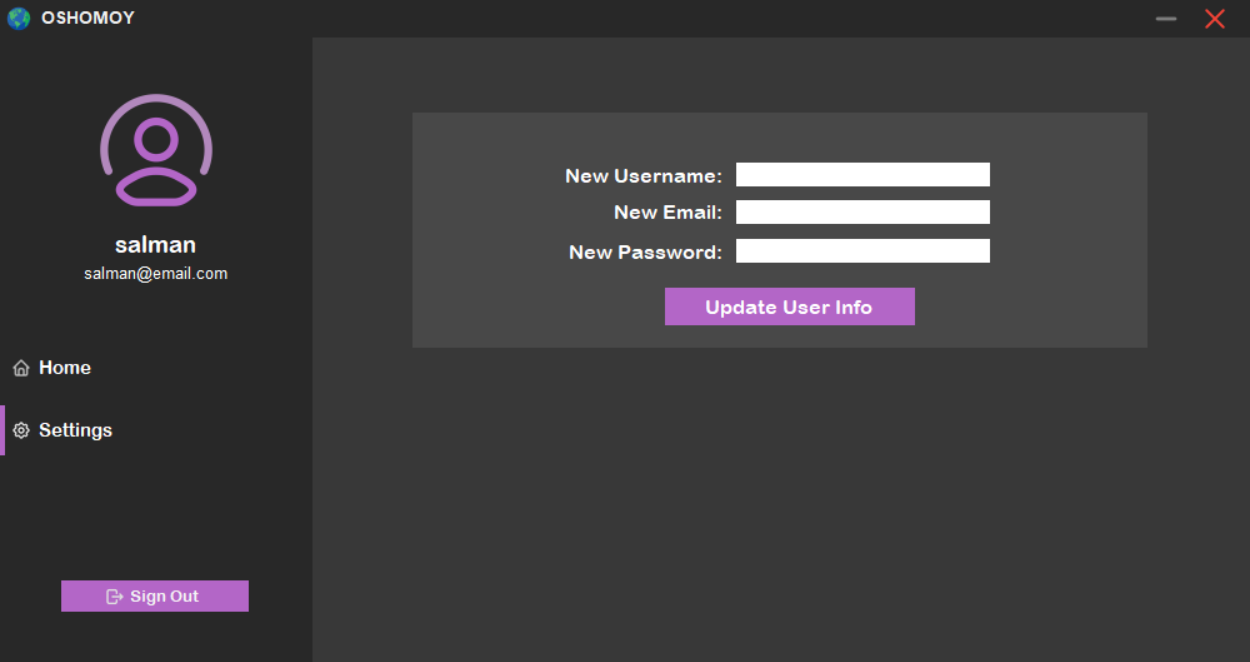 OSHOMOY
salman
salman@email.com
Home
Settings
Sign Out
New Username:
New Email:
New Password:
Update User Info